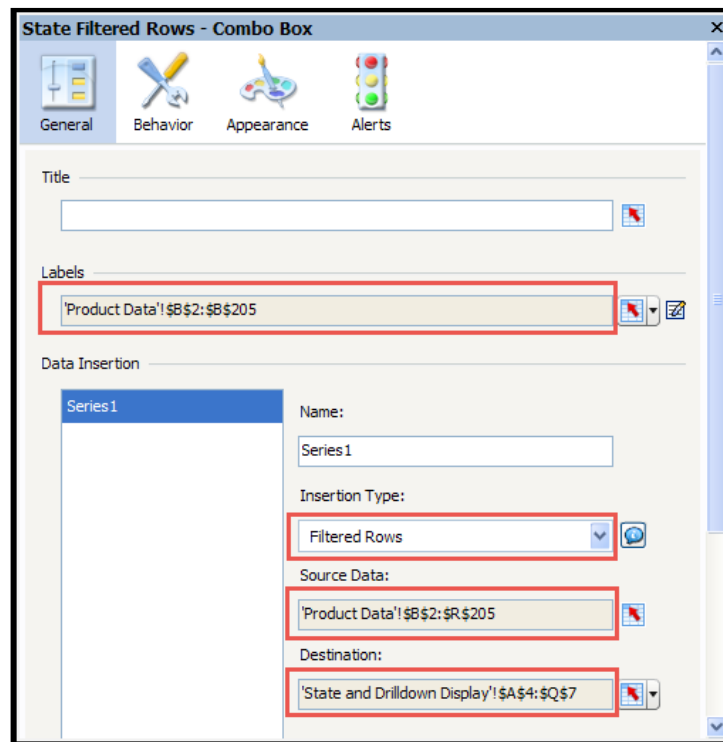 State Filtered Rows - Combo Box
General Behavior Appearance Alerts
Title
Labels
'Product Data'!$B$2:$B$205
Data Insertion
Series1
Name:
Series1
Insertion Type:
Filtered Rows
Source Data:
'Product Data'!$B$2:$R$205
Destination:
'State and Drilldown Display'!$A$4:$Q$7